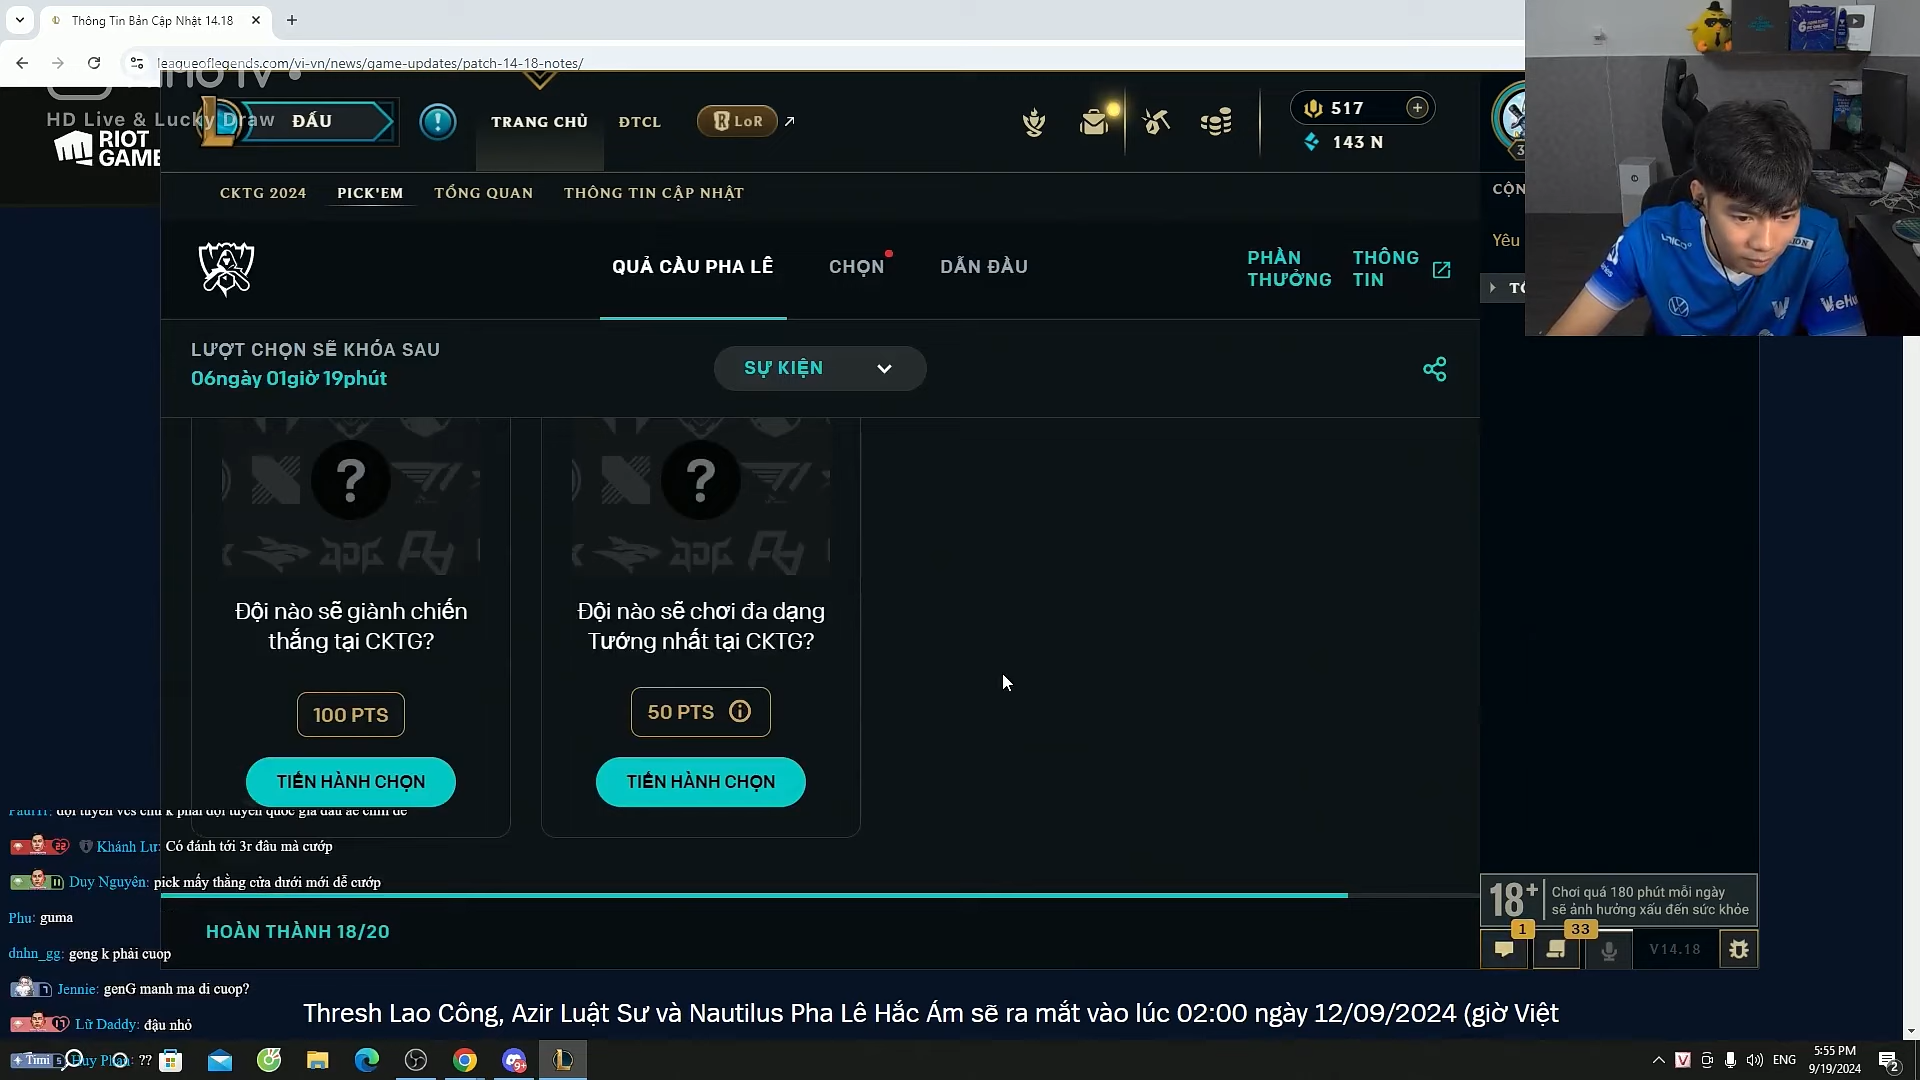 Thông Tin Bản Cập Nhật 14.18
leagueoflegends.com/vi-vn/news/game-updates/patch-14-18-notes/
HD Live & Lucky Draw
RIOT
GAME
ĐẤU
TRANG CHỦ
ĐTCL
LoR
517
143 N
CKTG 2024
PICK'EM
TỔNG QUAN
THÔNG TIN CẬP NHẬT
QUẢ CẦU PHA LÊ
CHỌN
DẪN ĐẦU
PHẦN
THƯỞNG
THÔNG
TIN
CỘN
Yêu
LƯỢT CHỌN SẼ KHÓA SAU
06ngày 01giờ 19phút
SỰ KIỆN
?
?
Đội nào sẽ giành chiến
thắng tại CKTG?
Đội nào sẽ chơi đa dạng
Tướng nhất tại CKTG?
100 PTS
50 PTS
TIẾN HÀNH CHỌN
TIẾN HÀNH CHỌN
Khánh Lư: Có đánh tới 3r đâu mà cướp
Duy Nguyên: pick mấy thằng cửa dưới mới dễ cướp
Phu: guma
dnhn_gg: geng k phải cuop
Jennie: genG manh ma di cuop?
Lữ Daddy: đậu nhỏ
Huy Phan: ??
HOÀN THÀNH 18/20
18+
Chơi quá 180 phút mỗi ngày
sẽ ảnh hưởng xấu đến sức khỏe
1
33
V14.18
Thresh Lao Công, Azir Luật Sư và Nautilus Pha Lê Hắc Ám sẽ ra mắt vào lúc 02:00 ngày 12/09/2024 (giờ Việt
ENG
5:55 PM
9/19/2024
2